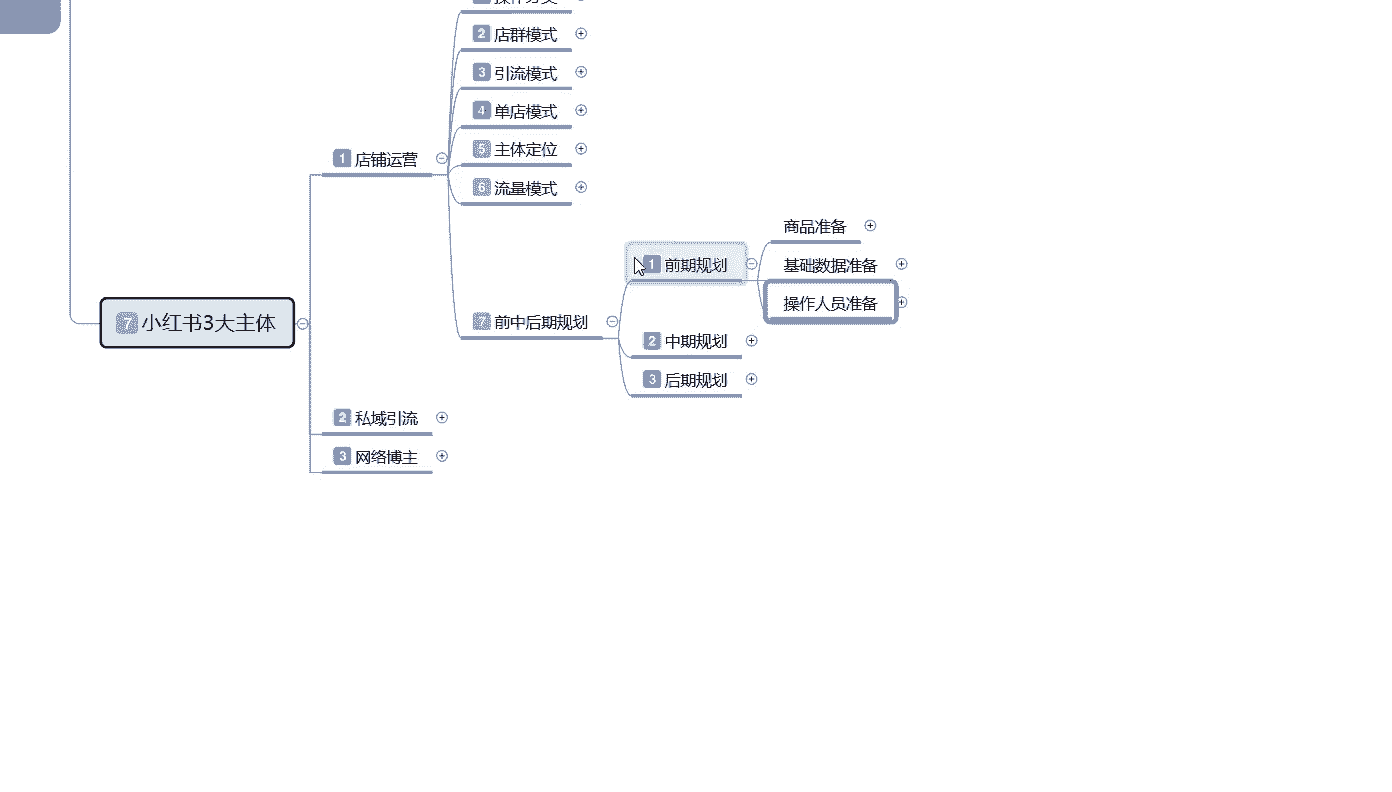 2 店群模式
3 引流模式
4 单店模式
1 店铺运营
5 主体定位
6 流量模式
商品准备
1 前期规划
基础数据准备
操作人员准备
7 小红书3大主体
7 前中后期规划
2 中期规划
3 后期规划
2 私域引流
3 网络博主